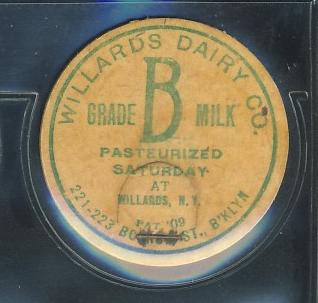 WILLARDS DAIRY CO.
GRADE B MILK
PASTEURIZED
SATURDAY
AT
WILLARDS, N.Y.
PAT. '09
221-223 ST., B'KLYN